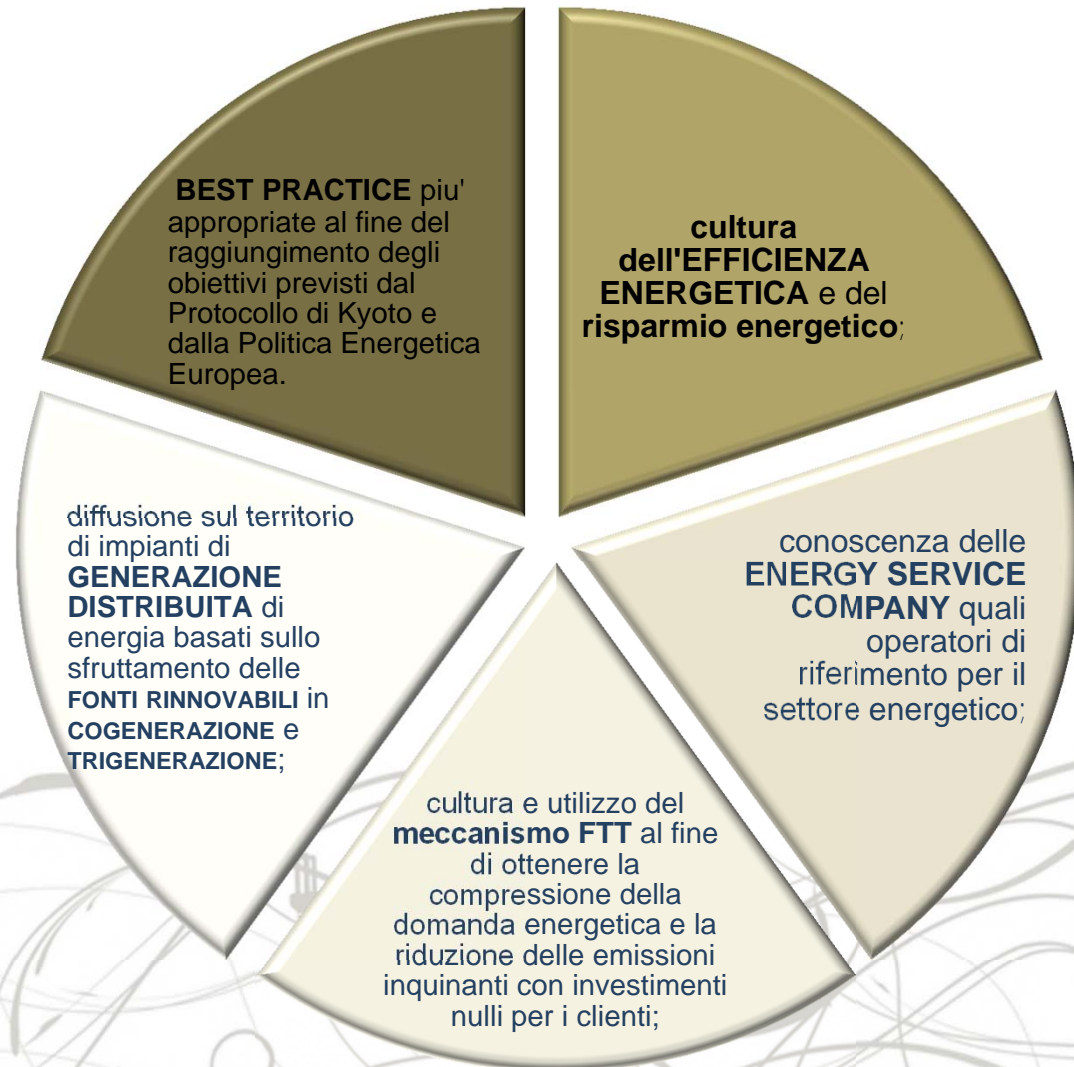 BEST PRACTICE piu'
appropriate al fine del
raggiungimento degli
obiettivi previsti dal
Protocollo di Kyoto e
dalla Politica Energetica
Europea.
cultura
dell'EFFICIENZA
ENERGETICA e del
risparmio energetico;
conoscenza delle
ENERGY SERVICE
COMPANY quali
operatori di
riferimento per il
settore energetico;
cultura e utilizzo del
meccanismo FTT al fine
di ottenere la
compressione della
domanda energetica e la
riduzione delle emissioni
inquinanti con investimenti
nulli per i clienti;
diffusione sul territorio
di impianti di
GENERAZIONE
DISTRIBUITA di
energia basati sullo
sfruttamento delle
FONTI RINNOVABILI in
COGENERAZIONE e
TRIGENERAZIONE;